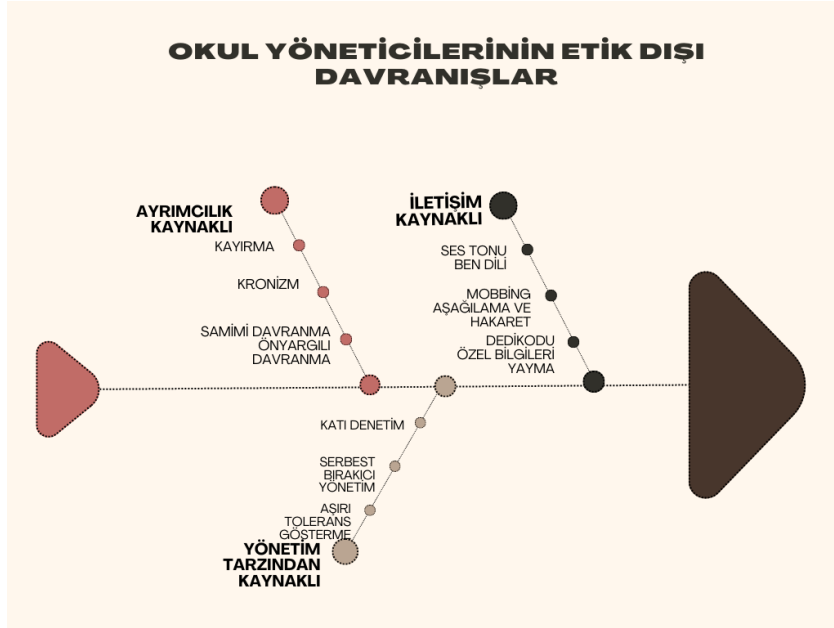 OKUL YÖNETİCİLERİNİN ETİK DIŞI
DAVRANIŞLAR
AYRIMCILIK
KAYNAKLI
KAYIRMA
KRONİZM
SAMİMİ DAVRANMA
ÖNYARGILI
DAVRANMA
İLETİŞİM
KAYNAKLI
SES TONU
BEN DİLİ
MOBBİNG
AŞAĞILAMA VE
HAKARET
DEDİKODU
ÖZEL BİLGİLERİ
YAYMA
KATI DENETİM
SERBEST
BIRAKICI
YÖNETİM
AŞIRI
TOLERANS
GÖSTERME
YÖNETİM
TARZINDAN
KAYNAKLI